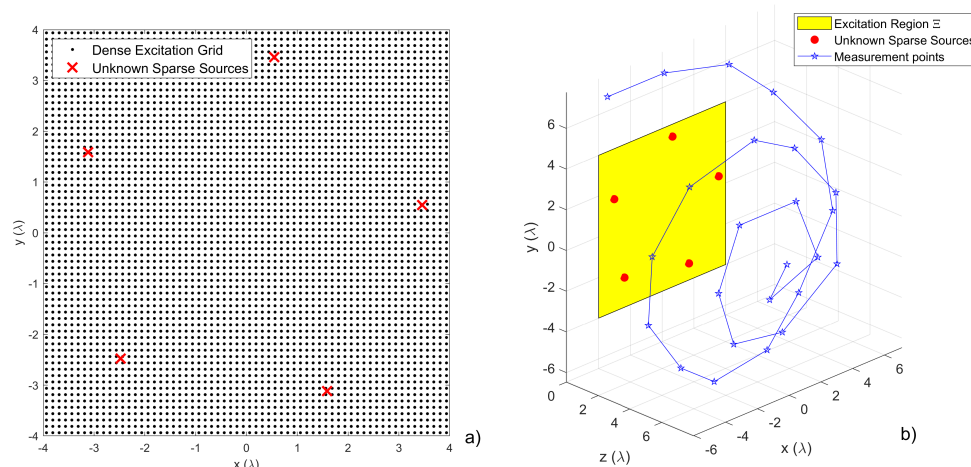 Dense Excitation Grid
Unknown Sparse Sources
4
3
2
1
0
-1
-2
-3
-4
y (λ)
-4 -3 -2 -1 0 1 2 3 4
x (λ)
a)
Excitation Region Ξ
Unknown Sparse Sources
Measurement points
6
4
2
0
-2
-4
-6
y (λ)
0 2 4 6
z (λ)
-6 -4 -2 0 2 4 6
x (λ)
b)